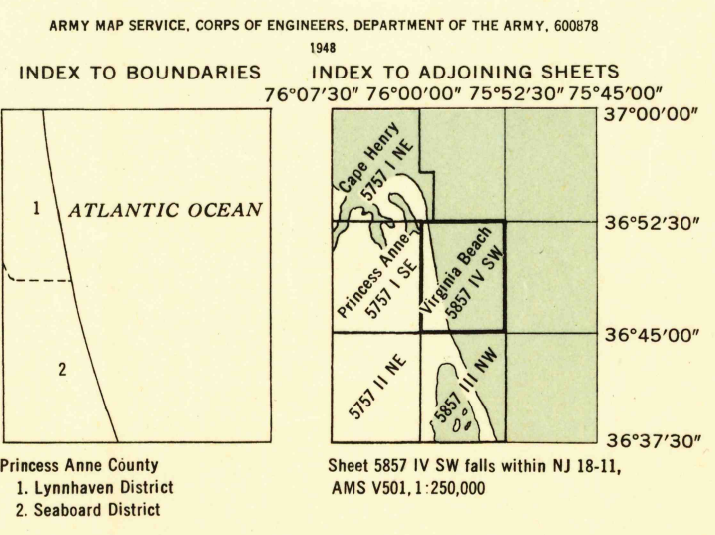 ARMY MAP SERVICE, CORPS OF ENGINEERS, DEPARTMENT OF THE ARMY, 600878
1948
INDEX TO BOUNDARIES
1
ATLANTIC OCEAN
2
Princess Anne County
1. Lynnhaven District
2. Seaboard District
INDEX TO ADJOINING SHEETS
76°07'30" 76°00'00" 75°52'30" 75°45'00"
37°00'00"
Cape Henry
5757 I NE
36°52'30"
Princess Anne
5757 I SE
Virginia Beach
5857 IV SW
36°45'00"
5757 II NE
5857 III NW
36°37'30"
Sheet 5857 IV SW falls within NJ 18-11,
AMS V501, 1:250,000